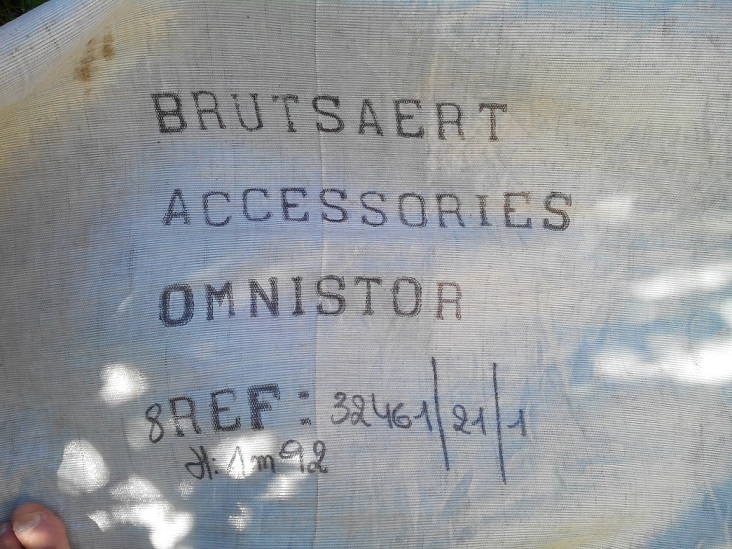 BRUTSAERT
ACCESSORIES
OMNISTOR
8REF: 32461/21/1
H: 1m92